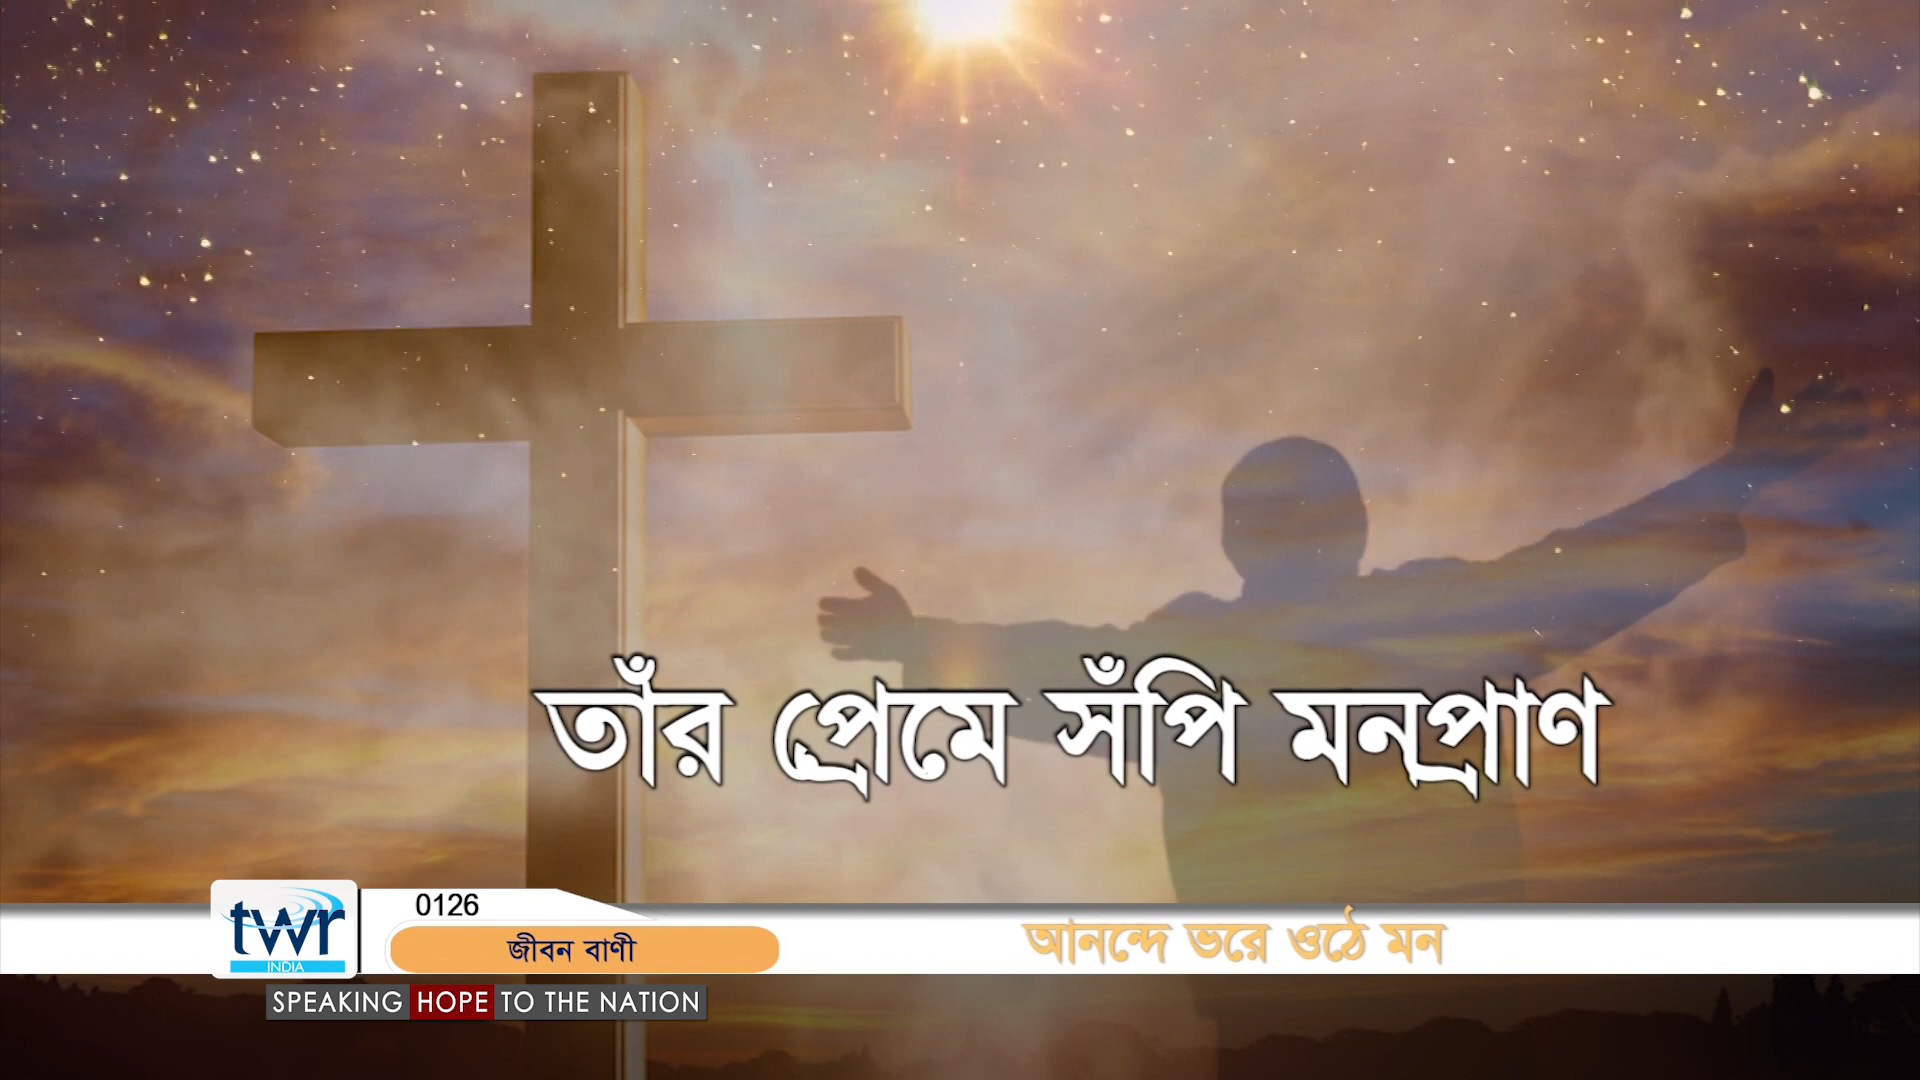 তাঁর প্রেমে সঁপি মনপ্রাণ
twr
INDIA
0126
জীবন বাণী
আনন্দে ভরে ওঠে মন
SPEAKING HOPE TO THE NATION